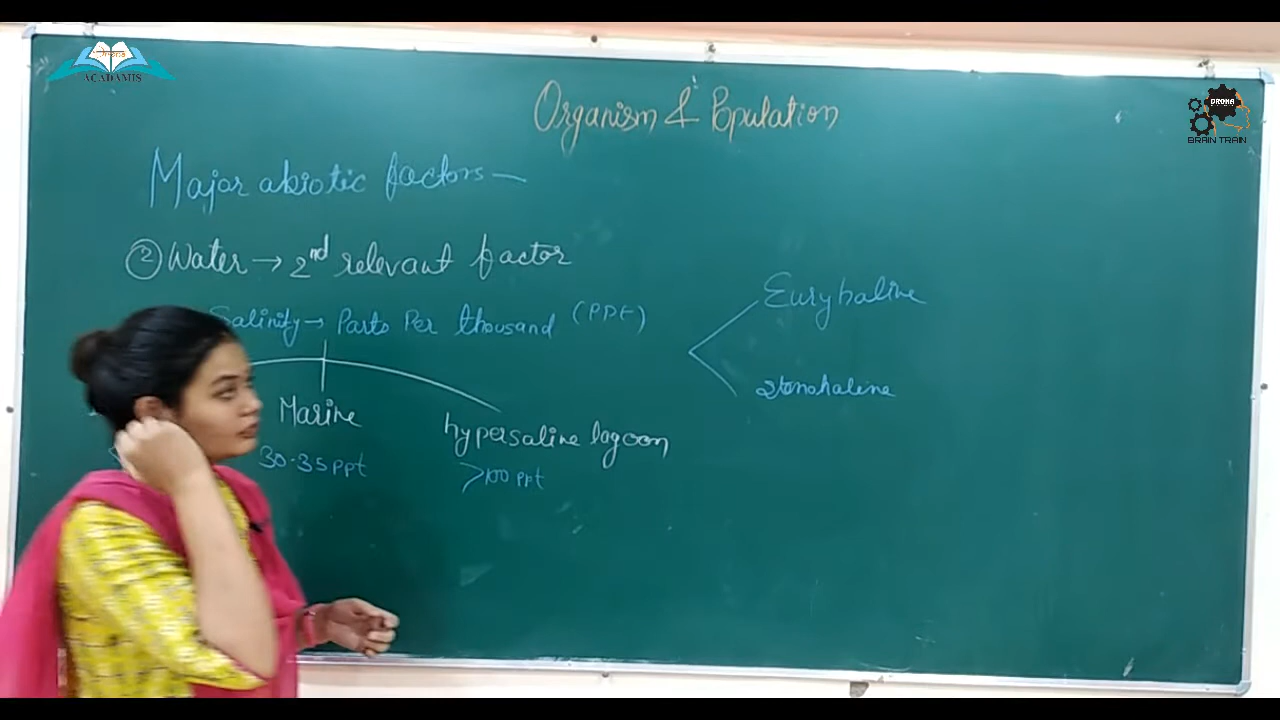 ACADAMIS
DRONA
BRAIN TRAIN
Organism & Population
Major abiotic factors —
② Water → 2nd relevant factor
Salinity → Parts Per thousand (PPt)
Marine
30-35 ppt
hypersaline lagoon
>100 ppt
Euryhaline
Stenohaline